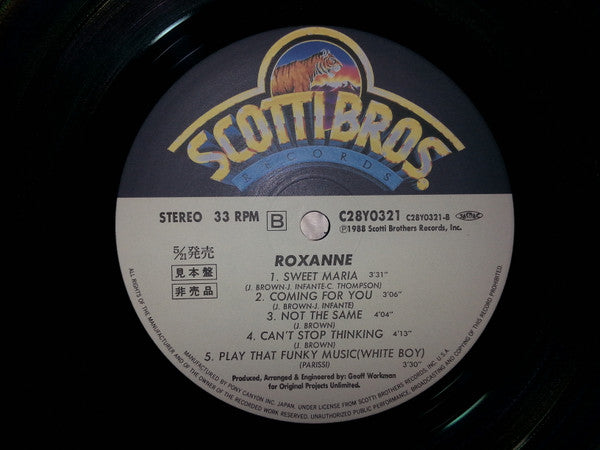 SCOTTI BROS.
RECORDS
STEREO 33 RPM B C28Y0321 C28Y0321-B
Ⓟ1988 Scotti Brothers Records, Inc.
5/21発売
見本盤
非売品
ROXANNE
1. SWEET MARIA 3'31"
(J. BROWN-J. INFANTE-C. THOMPSON)
2. COMING FOR YOU 3'06"
(J. BROWN-J. INFANTE)
3. NOT THE SAME 4'04"
(J. BROWN)
4. CAN'T STOP THINKING 4'13"
(J. BROWN)
5. PLAY THAT FUNKY MUSIC(WHITE BOY)
(PARISSI) 3'30"
Produced, Arranged & Engineered by: Geoff Workman
for Original Projects Unlimited.
ALL RIGHTS OF THE MANUFACTURER AND OF THE OWNER OF THE RECORDED WORK RESERVED. UNAUTHORIZED PUBLIC PERFORMANCE, BROADCASTING AND COPYING OF THIS RECORD PROHIBITED.
MANUFACTURED BY PONY CANYON INC. JAPAN. UNDER LICENSE FROM SCOTTI BROTHERS RECORDS, INC. U.S.A.